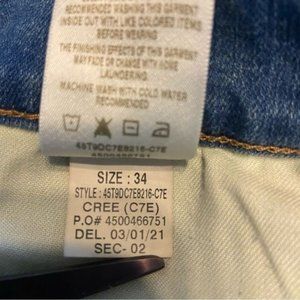 RECOMMENDED WASHING THIS GARMENT
INSIDE OUT WITH LIKE COLORED ITEMS
BEFORE WEARING
THE FINISHING EFFECTS OF THIS GARMENT
MAY FADE OR CHANGE WITH HOME
LAUNDERING.
MACHINE WASH WITH COLD WATER
RECOMMENDED
45T9DC7E8216-C7E
4500466751
SIZE : 34
STYLE : 45T9DC7E8216-C7E
CREE (C7E)
P.O# 4500466751
DEL. 03/01/21
SEC- 02